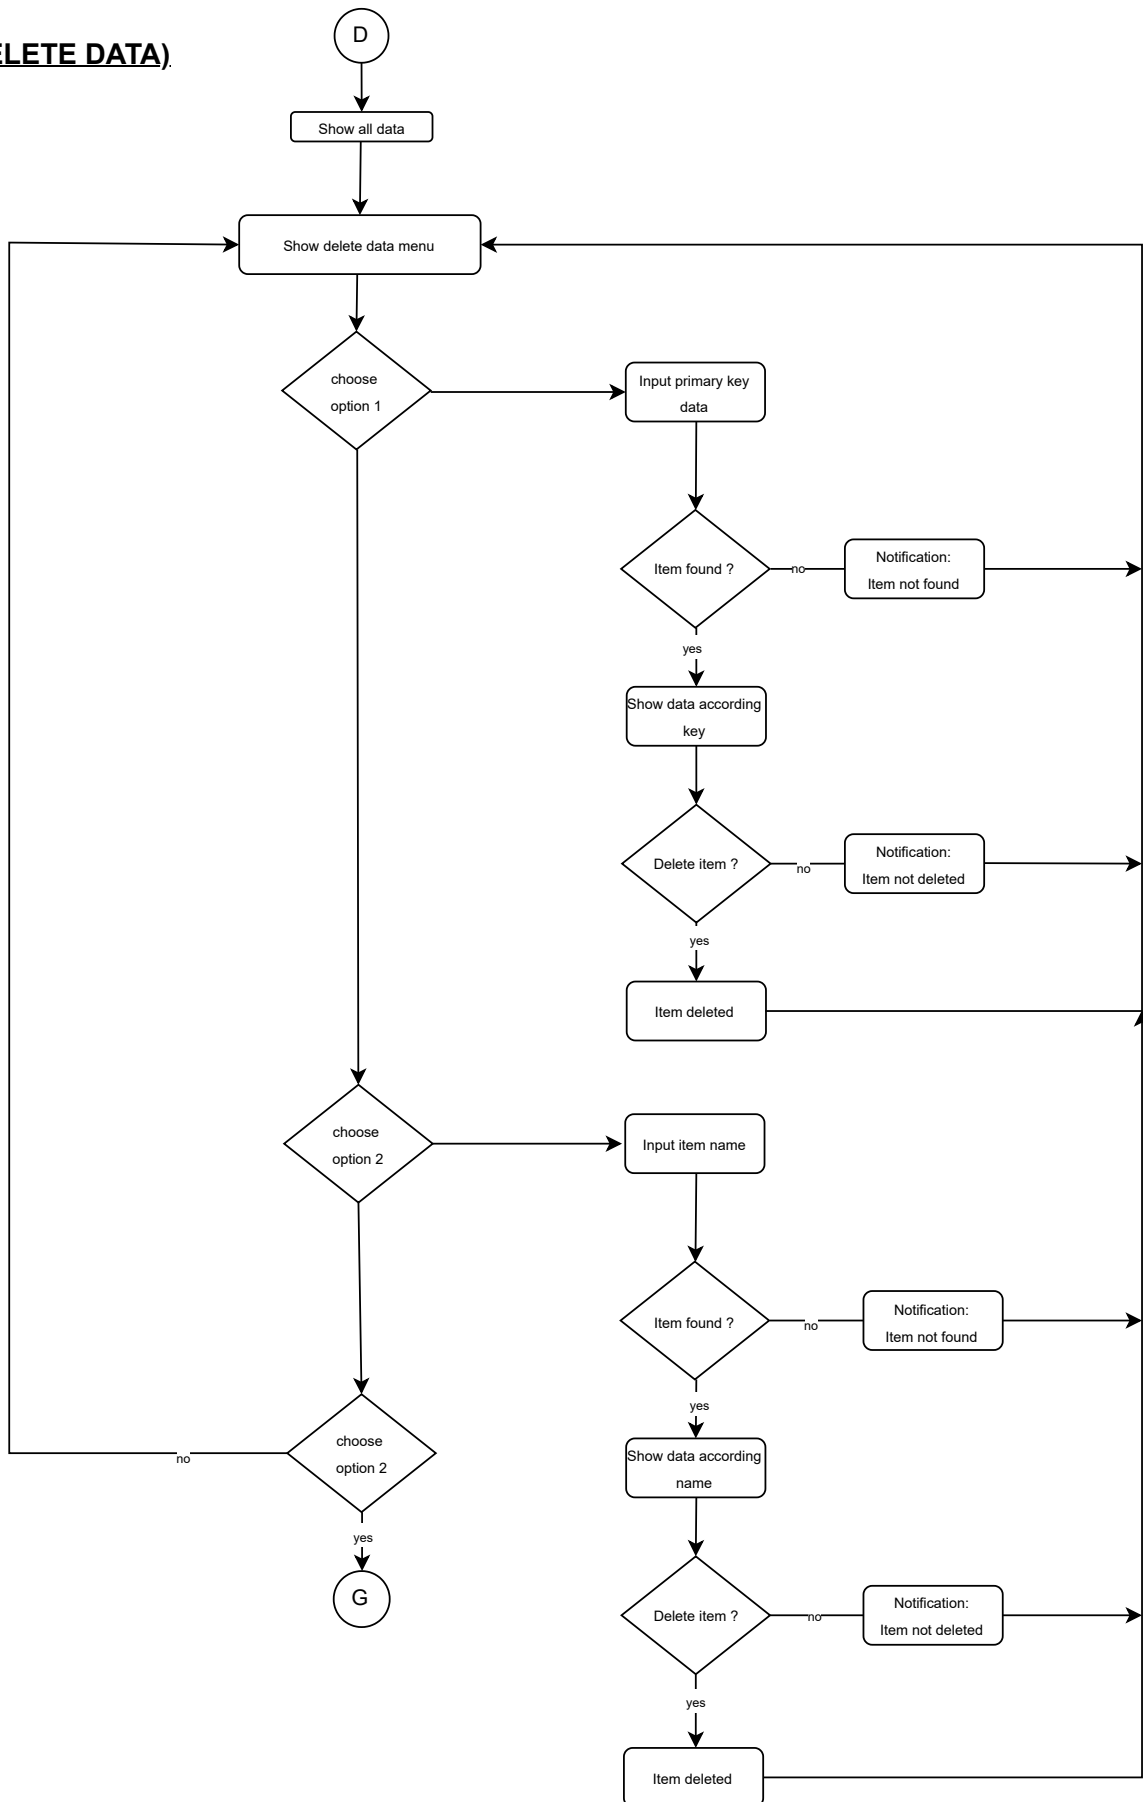 D
ELETE DATA)
Show all data
Show delete data menu
choose
option 1
Input primary key
data
Item found ?
no
Notification:
Item not found
yes
Show data according
key
Delete item ?
no
Notification:
Item not deleted
yes
Item deleted
choose
option 2
Input item name
Item found ?
no
Notification:
Item not found
yes
Show data according
name
choose
option 2
no
yes
G
Delete item ?
no
Notification:
Item not deleted
yes
Item deleted